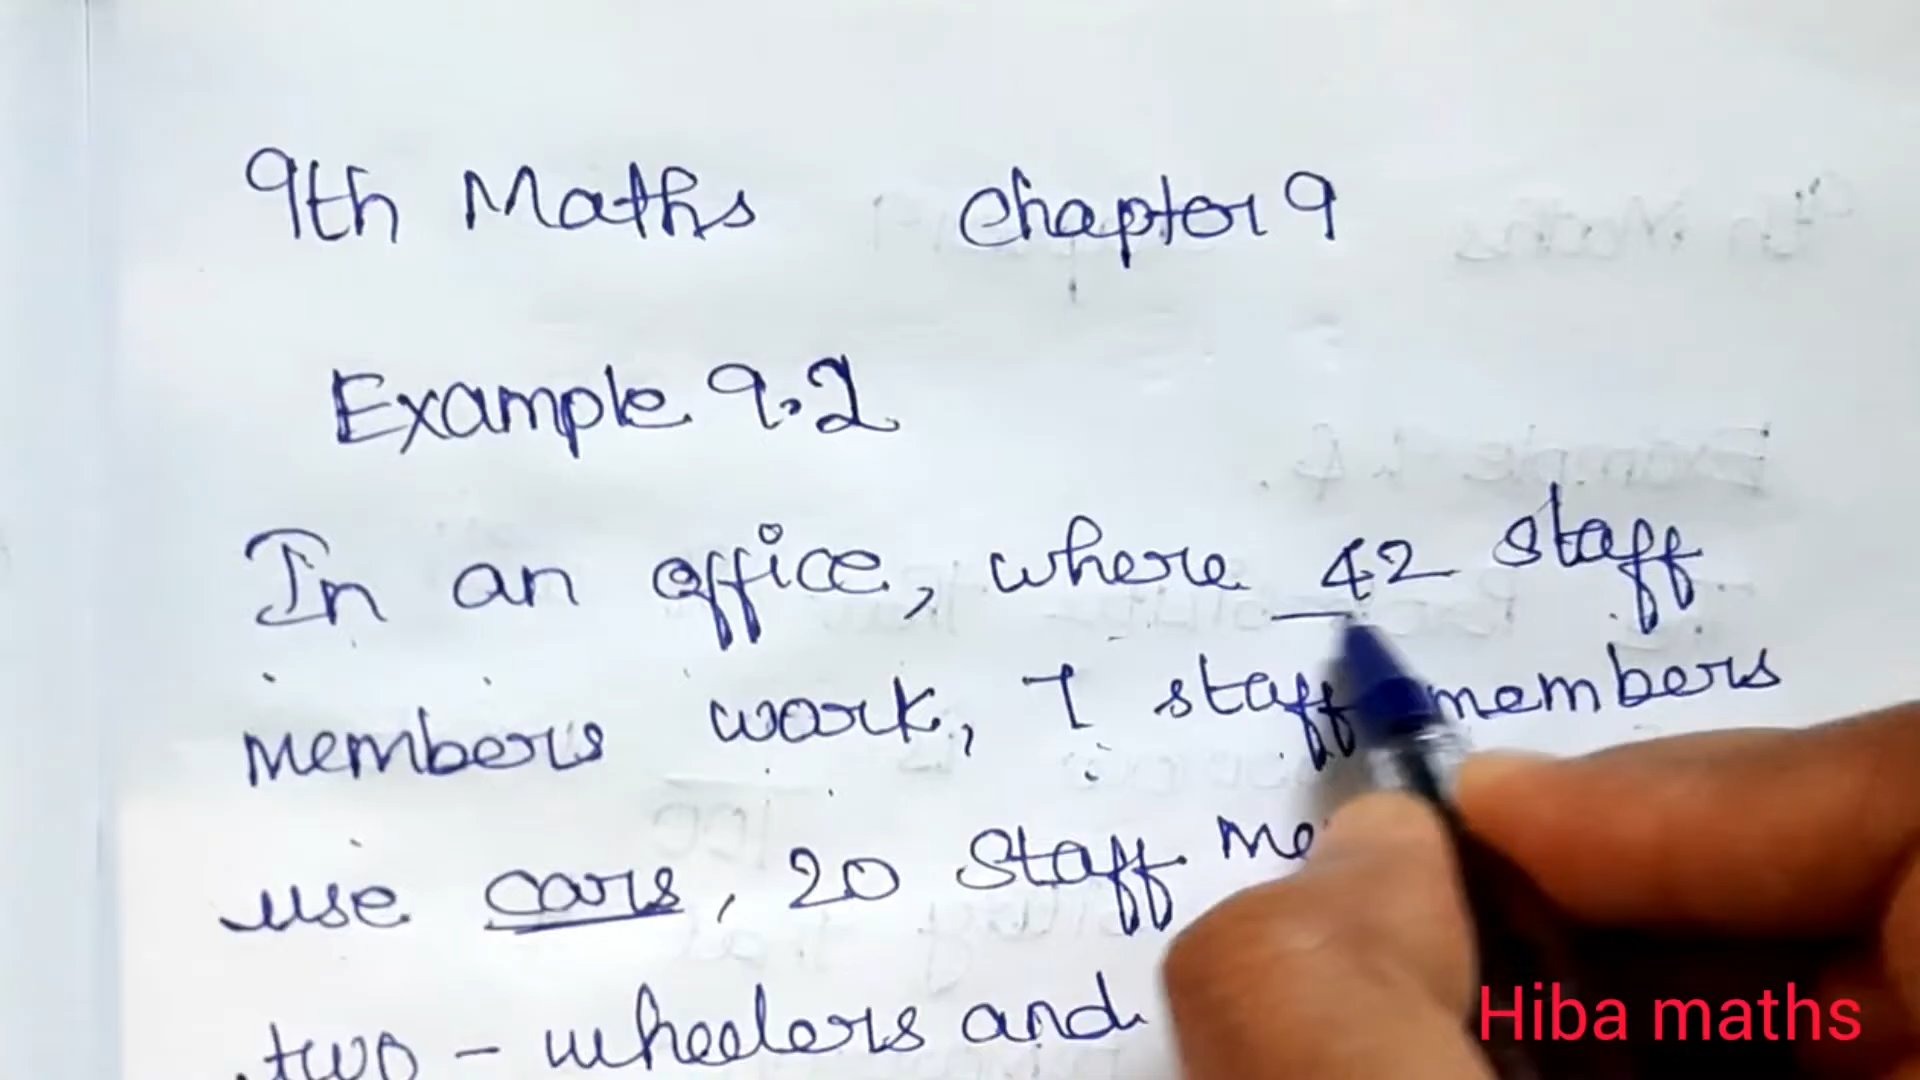 9th Maths Chapter 9
Example 9.2
In an office, where 42 staff
members work, 7 staff members
use cars, 20 staff
two - wheelers and
Hiba maths